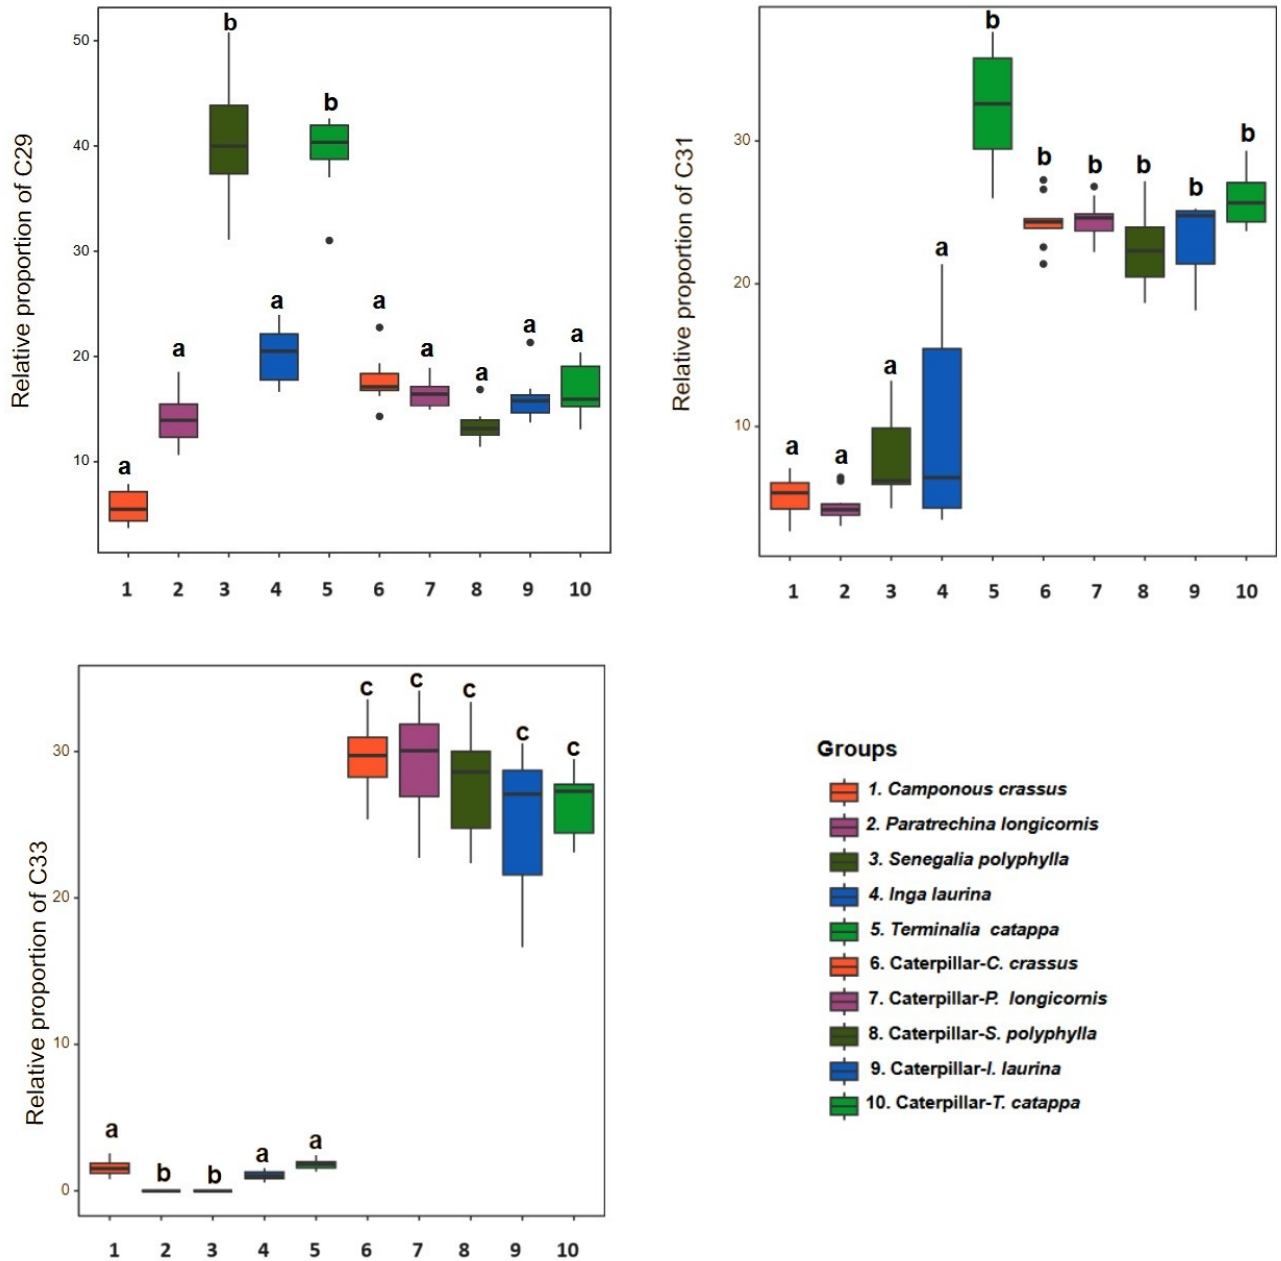 Relative proportion of C29
50
40
30
20
10
b
b
a
a
a
a
a
a
a
a
1 2 3 4 5 6 7 8 9 10
Relative proportion of C31
30
20
10
b
b
b
b
b
b
a
a
a
a
1 2 3 4 5 6 7 8 9 10
Relative proportion of C33
30
20
10
0
c c c c c
a b b a a
1 2 3 4 5 6 7 8 9 10
Groups
1. Camponous crassus
2. Paratrechina longicornis
3. Senegalia polyphylla
4. Inga laurina
5. Terminalia catappa
6. Caterpillar-C. crassus
7. Caterpillar-P. longicornis
8. Caterpillar-S. polyphylla
9. Caterpillar-I. laurina
10. Caterpillar-T. catappa